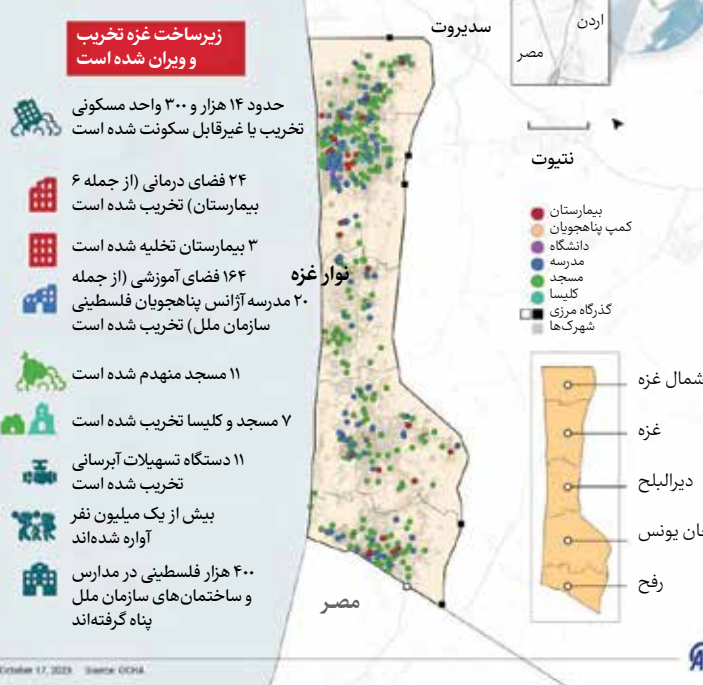 زیرساخت غزه تخریب
و ویران شده است
حدود ۱۴ هزار و ۳۰۰ واحد مسکونی
تخریب یا غیرقابل سکونت شده است
۲۴ فضای درمانی (از جمله ۶
بیمارستان) تخریب شده است
۳ بیمارستان تخلیه شده است
۱۶۴ فضای آموزشی (از جمله
۲۰ مدرسه آژانس پناهجویان فلسطینی
سازمان ملل) تخریب شده است
۱۱ مسجد منهدم شده است
۷ مسجد و کلیسا تخریب شده است
۱۱ دستگاه تسهیلات آبرسانی
تخریب شده است
بیش از یک میلیون نفر
آواره شده‌اند
۴۰۰ هزار فلسطینی در مدارس
و ساختمان‌های سازمان ملل
پناه گرفته‌اند
سدیروت
نوار غزه
مصر
اردن
مصر
نتیوت
بیمارستان
کمپ پناهجویان
دانشگاه
مدرسه
مسجد
کلیسا
گذرگاه مرزی
شهرک‌ها
شمال غزه
غزه
دیرالبلح
خان یونس
رفح
October 17, 2023 Source: OCHA